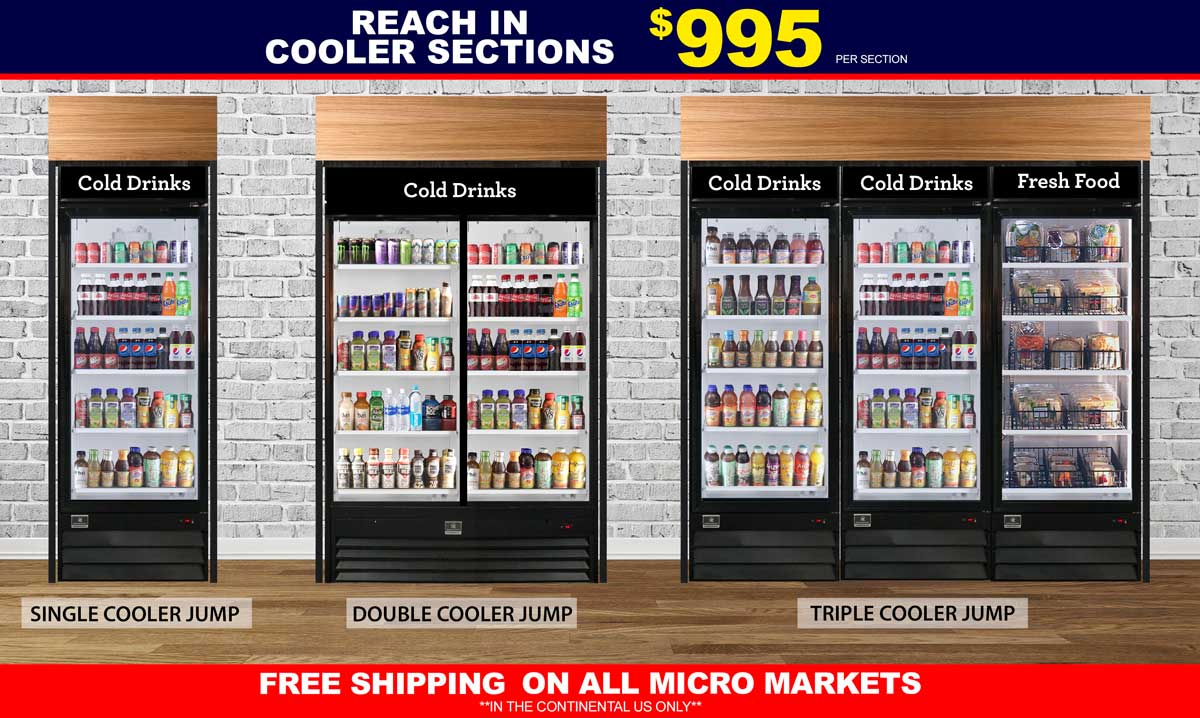 REACH IN
COOLER SECTIONS
$995
PER SECTION
Cold Drinks
Cold Drinks
Cold Drinks
Cold Drinks
Fresh Food
SINGLE COOLER JUMP
DOUBLE COOLER JUMP
TRIPLE COOLER JUMP
FREE SHIPPING ON ALL MICRO MARKETS
**IN THE CONTINENTAL US ONLY**